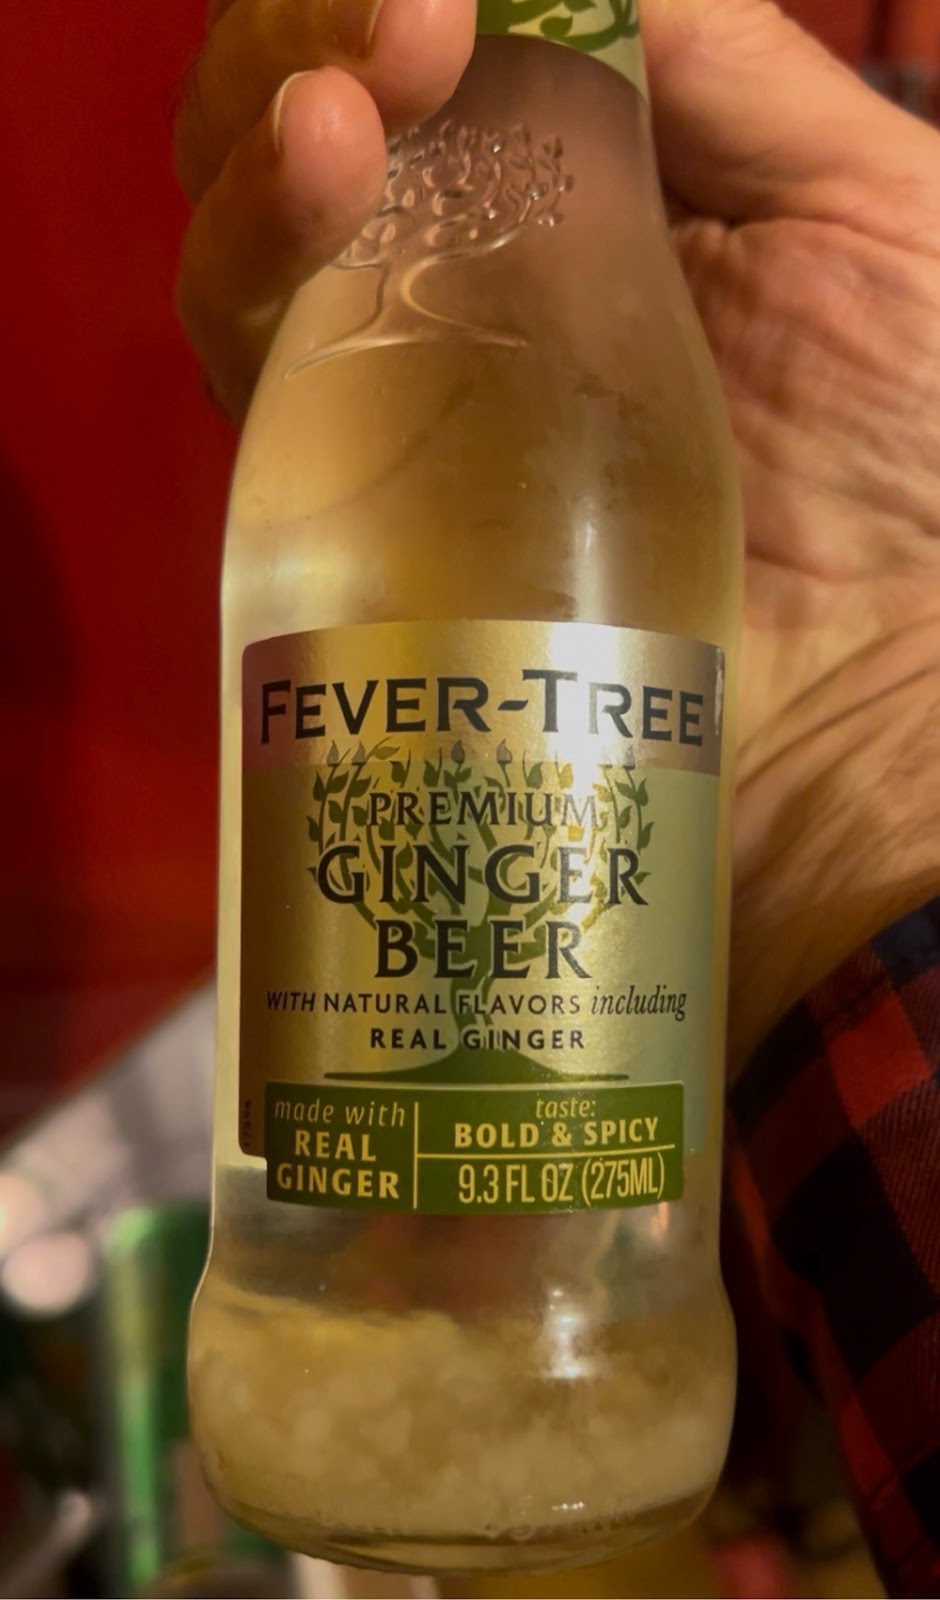 FEVER-TREE
PREMIUM
GINGER
BEER
WITH NATURAL FLAVORS including
REAL GINGER
made with
REAL
GINGER
taste:
BOLD & SPICY
9.3 FL OZ (275ML)